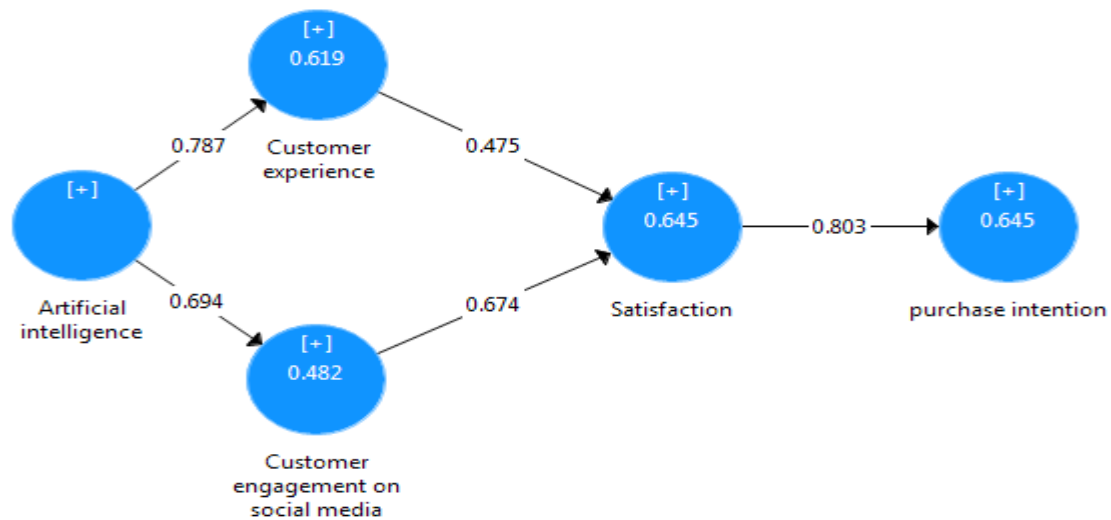 [+]
0.619
Customer
experience
0.787
0.475
[+]
Artificial
intelligence
[+]
0.645
Satisfaction
0.803
[+]
0.645
purchase intention
0.694
0.674
[+]
0.482
Customer
engagement on
social media